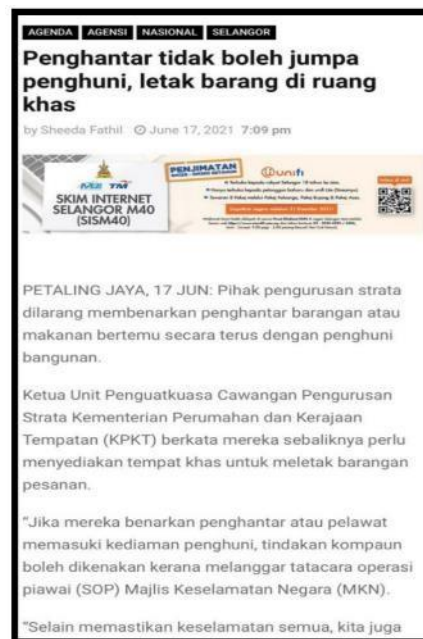 AGENDA AGENSI NASIONAL SELANGOR
Penghantar tidak boleh jumpa
penghuni, letak barang di ruang
khas
by Sheeda Fathil June 17, 2021 7:09 pm
TM
SKIM INTERNET
SELANGOR M40
(SISM40)
PENJIMATAN
unifi
PETALING JAYA, 17 JUN: Pihak pengurusan strata
dilarang membenarkan penghantar barangan atau
makanan bertemu secara terus dengan penghuni
bangunan.
Ketua Unit Penguatkuasa Cawangan Pengurusan
Strata Kementerian Perumahan dan Kerajaan
Tempatan (KPKT) berkata mereka sebaliknya perlu
menyediakan tempat khas untuk meletak barangan
pesanan.
“Jika mereka benarkan penghantar atau pelawat
memasuki kediaman penghuni, tindakan kompaun
boleh dikenakan kerana melanggar tatacara operasi
piawai (SOP) Majlis Keselamatan Negara (MKN).
“Selain memastikan keselamatan semua, kita juga